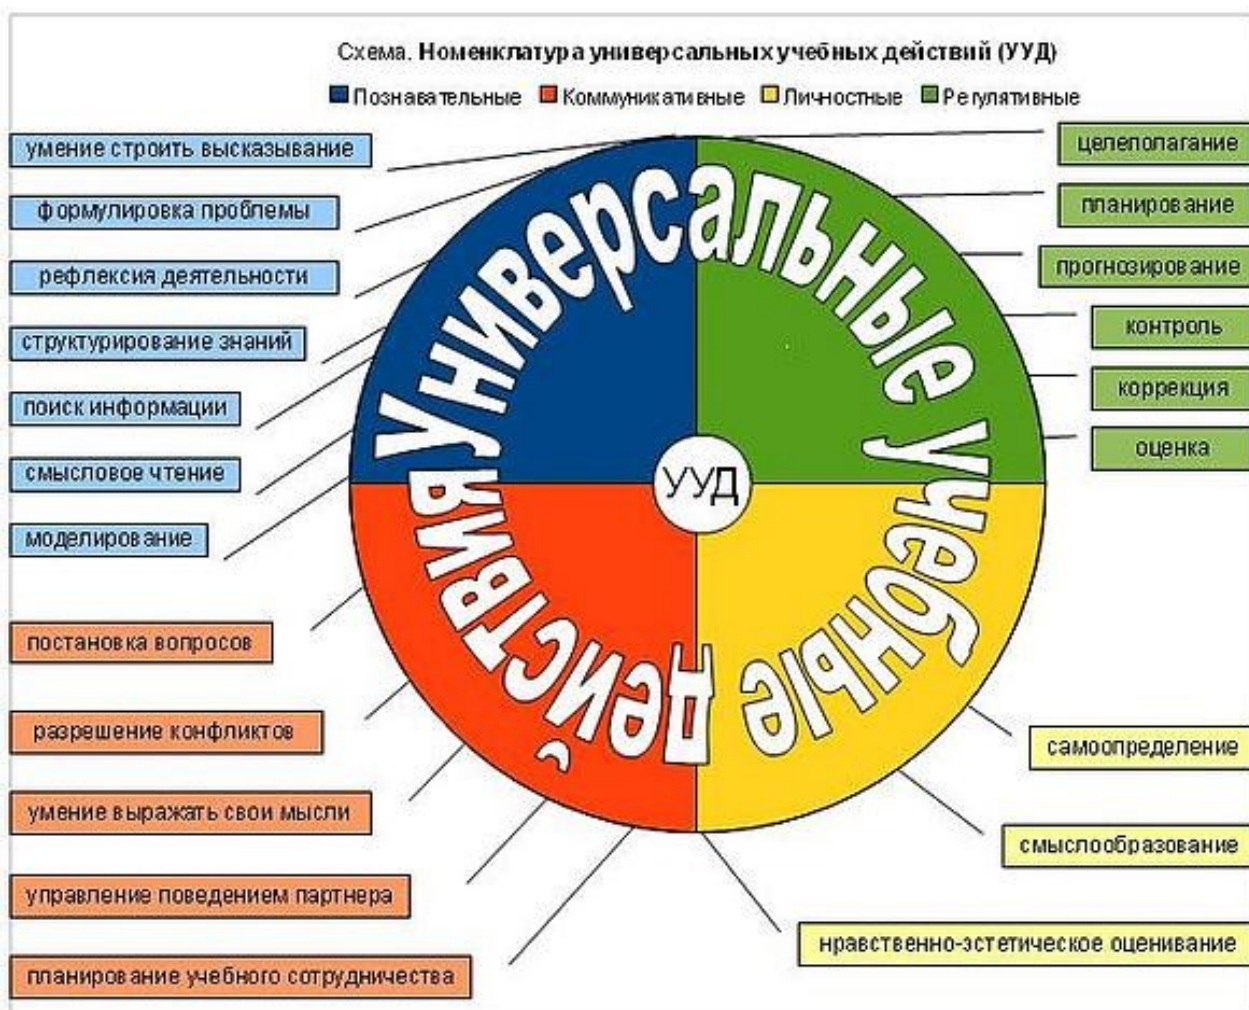 Схема. Номенклатура универсальных учебных действий (УУД)
Познавательные Коммуникативные Личностные Регулятивные
умение строить высказывание
формулировка проблемы
рефлексия деятельности
структурирование знаний
поиск информации
смысловое чтение
моделирование
постановка вопросов
разрешение конфликтов
умение выражать свои мысли
управление поведением партнера
планирование учебного сотрудничества
Универсальные учебные действия
УУД
целеполагание
планирование
прогнозирование
контроль
коррекция
оценка
самоопределение
смыслообразование
нравственно-эстетическое оценивание